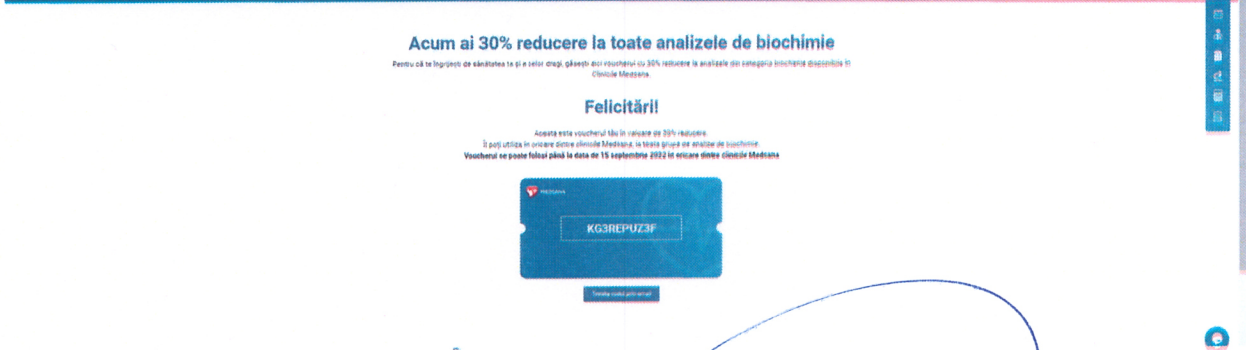 Acum ai 30% reducere la toate analizele de biochimie
Pentru că te îngrijești de sănătatea ta și a celor dragi, găsești aici voucherul cu 30% reducere la analizele din categoria biochimie disponibile în
Clinicile Medsana.
Felicitări!
Acesta este voucherul tău în valoare de 30% reducere.
Îl poți utiliza în oricare dintre clinicile Medsana, la toată grupa de analize de biochimie.
Voucherul se poate folosi până la data de 15 septembrie 2022 în oricare dintre clinicile Medsana
MEDSANA
KG3REPUZ3F
Trimite codul prin email